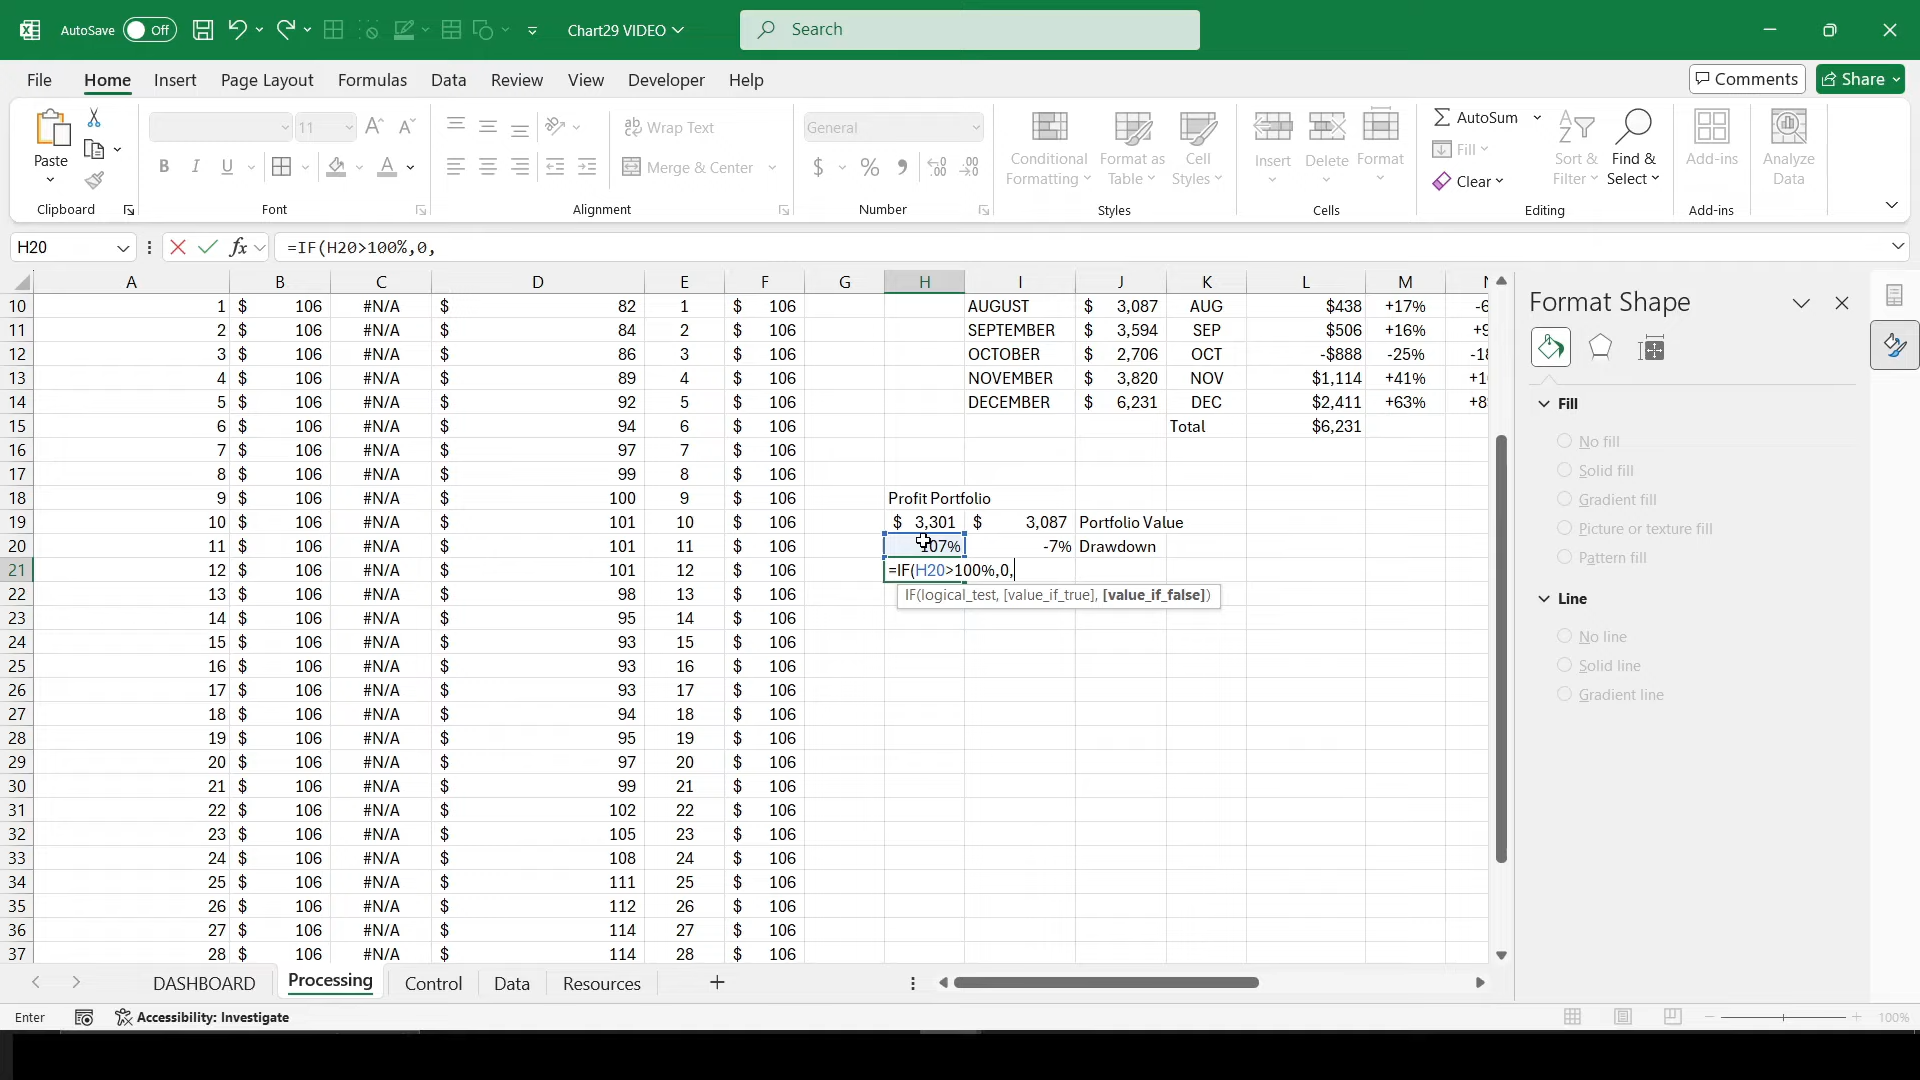 AutoSave Off Chart29 VIDEO Search
File Home Insert Page Layout Formulas Data Review View Automate Developer Help Comments Share
Paste 11 ab Wrap Text General AutoSum
B I U Merge & Center $ % Conditional Formatting Format as Table Cell Styles Insert Delete Format Fill Clear Sort & Filter Find & Select Add-ins Analyze Data
Clipboard Font Alignment Number Styles Cells Editing Add-ins
H20 fx =IF(H20>100%,0,
A B C D E F G H I J K L M N
10 1 $ 106 #N/A $ 82 1 $ 106 AUGUST $ 3,087 AUG $438 +17%
11 2 $ 106 #N/A $ 84 2 $ 106 SEPTEMBER $ 3,594 SEP $506 +16%
12 3 $ 106 #N/A $ 86 3 $ 106 OCTOBER $ 2,706 OCT -$888 -25%
13 4 $ 106 #N/A $ 89 4 $ 106 NOVEMBER $ 3,820 NOV $1,114 +41%
14 5 $ 106 #N/A $ 92 5 $ 106 DECEMBER $ 6,231 DEC $2,411 +63%
15 6 $ 106 #N/A $ 94 6 $ 106 Total $6,231
16 7 $ 106 #N/A $ 97 7 $ 106
17 8 $ 106 #N/A $ 99 8 $ 106
18 9 $ 106 #N/A $ 100 9 $ 106 Profit Portfolio
19 10 $ 106 #N/A $ 101 10 $ 106 $ 3,301 $ 3,087 Portfolio Value
20 11 $ 106 #N/A $ 101 11 $ 106 107% -7% Drawdown
21 12 $ 106 #N/A $ 101 12 $ 106 =IF(H20>100%,0,
22 13 $ 106 #N/A $ 98 13 $ 106 IF(logical_test, [value_if_true], [value_if_false])
23 14 $ 106 #N/A $ 95 14 $ 106
24 15 $ 106 #N/A $ 93 15 $ 106
25 16 $ 106 #N/A $ 93 16 $ 106
26 17 $ 106 #N/A $ 93 17 $ 106
27 18 $ 106 #N/A $ 94 18 $ 106
28 19 $ 106 #N/A $ 95 19 $ 106
29 20 $ 106 #N/A $ 97 20 $ 106
30 21 $ 106 #N/A $ 99 21 $ 106
31 22 $ 106 #N/A $ 102 22 $ 106
32 23 $ 106 #N/A $ 105 23 $ 106
33 24 $ 106 #N/A $ 108 24 $ 106
34 25 $ 106 #N/A $ 111 25 $ 106
35 26 $ 106 #N/A $ 112 26 $ 106
36 27 $ 106 #N/A $ 114 27 $ 106
37 28 $ 106 #N/A $ 114 28 $ 106
Format Shape
Fill
No fill
Solid fill
Gradient fill
Picture or texture fill
Pattern fill
Line
No line
Solid line
Gradient line
DASHBOARD Processing Control Data Resources
Enter Accessibility: Investigate 100%